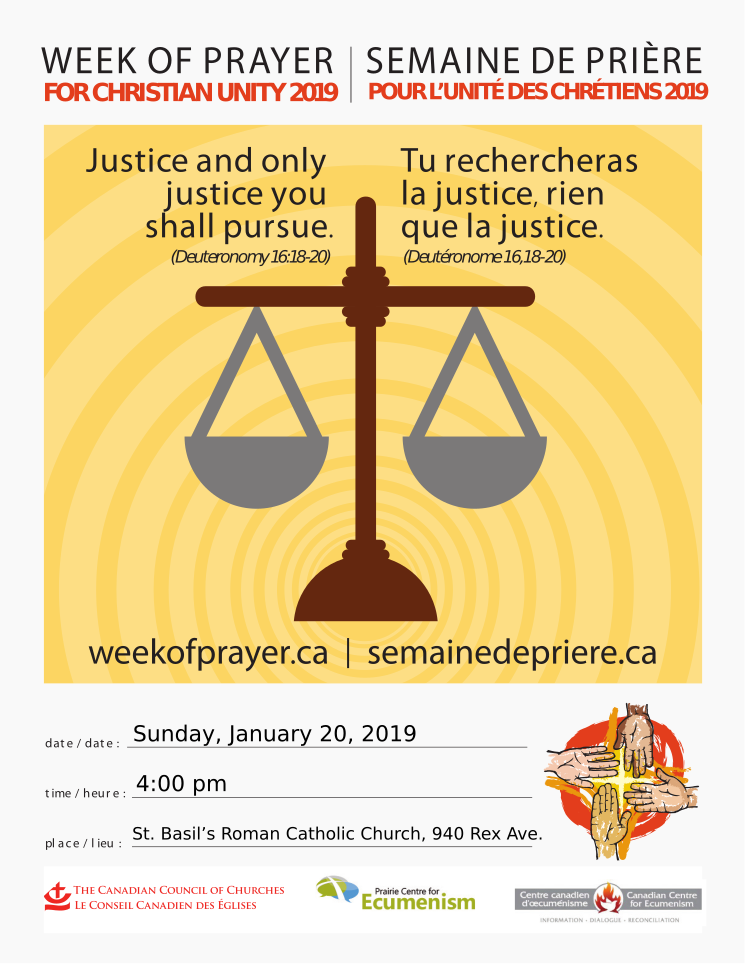 WEEK OF PRAYER
FOR CHRISTIAN UNITY 2019
SEMAINE DE PRIÈRE
POUR L'UNITÉ DES CHRÉTIENS 2019
Justice and only
justice you
shall pursue.
(Deuteronomy 16:18-20)
Tu rechercheras
la justice, rien
que la justice.
(Deutéronome 16,18-20)
weekofprayer.ca | semainedepriere.ca
date / date : Sunday, January 20, 2019
time / heure : 4:00 pm
place / lieu : St. Basil’s Roman Catholic Church, 940 Rex Ave.
THE CANADIAN COUNCIL OF CHURCHES
LE CONSEIL CANADIEN DES ÉGLISES
Prairie Centre for
Ecumenism
Centre canadien
d'œcuménisme
Canadian Centre
for Ecumenism
INFORMATION - DIALOGUE - RECONCILIATION